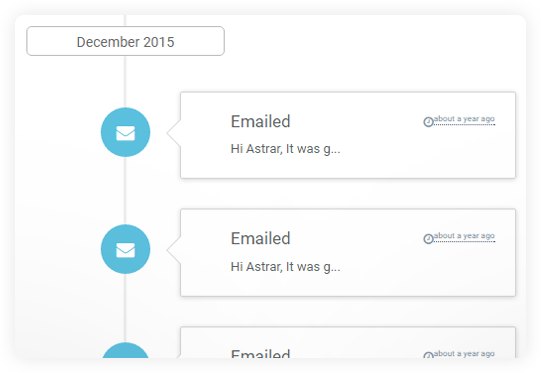 December 2015
Emailed
about a year ago
Hi Astrar, It was g...
Emailed
about a year ago
Hi Astrar, It was g...
Emailed
about a year ago